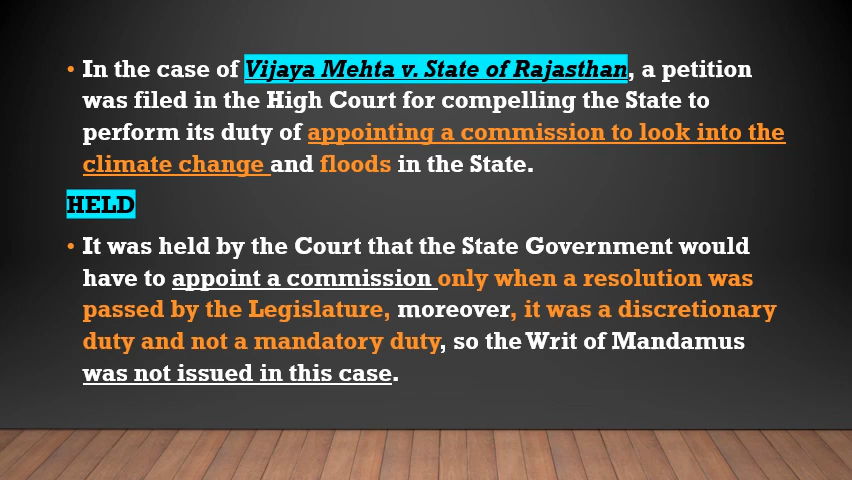 • In the case of Vijaya Mehta v. State of Rajasthan, a petition
was filed in the High Court for compelling the State to
perform its duty of appointing a commission to look into the
climate change and floods in the State.
HELD
• It was held by the Court that the State Government would
have to appoint a commission only when a resolution was
passed by the Legislature, moreover, it was a discretionary
duty and not a mandatory duty, so the Writ of Mandamus
was not issued in this case.